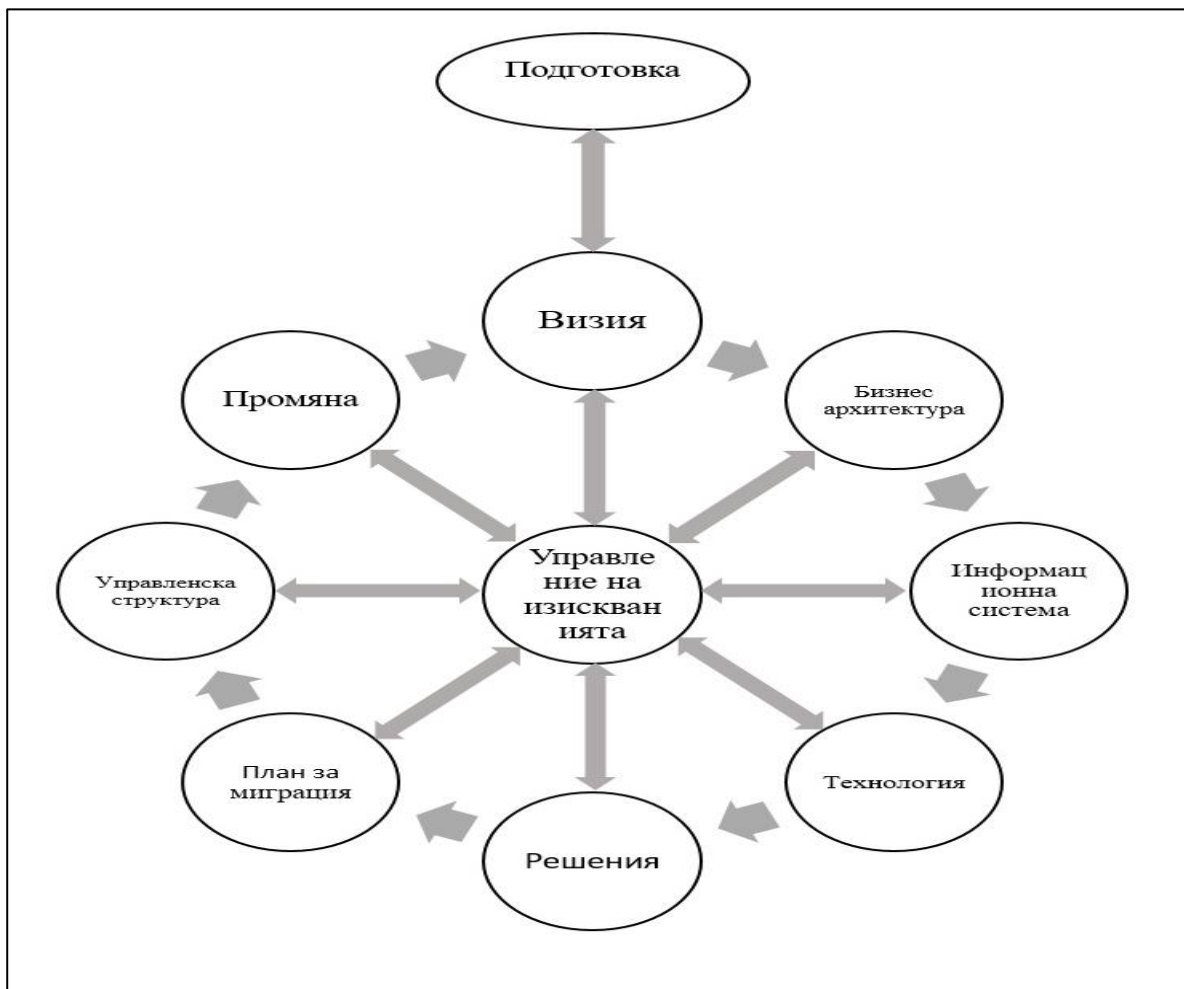 Подготовка
Визия
Промяна
Бизнес
архитектура
Управле
ние на
изискван
ията
Управленска
структура
Информац
ионна
система
План за
миграция
Технология
Решения